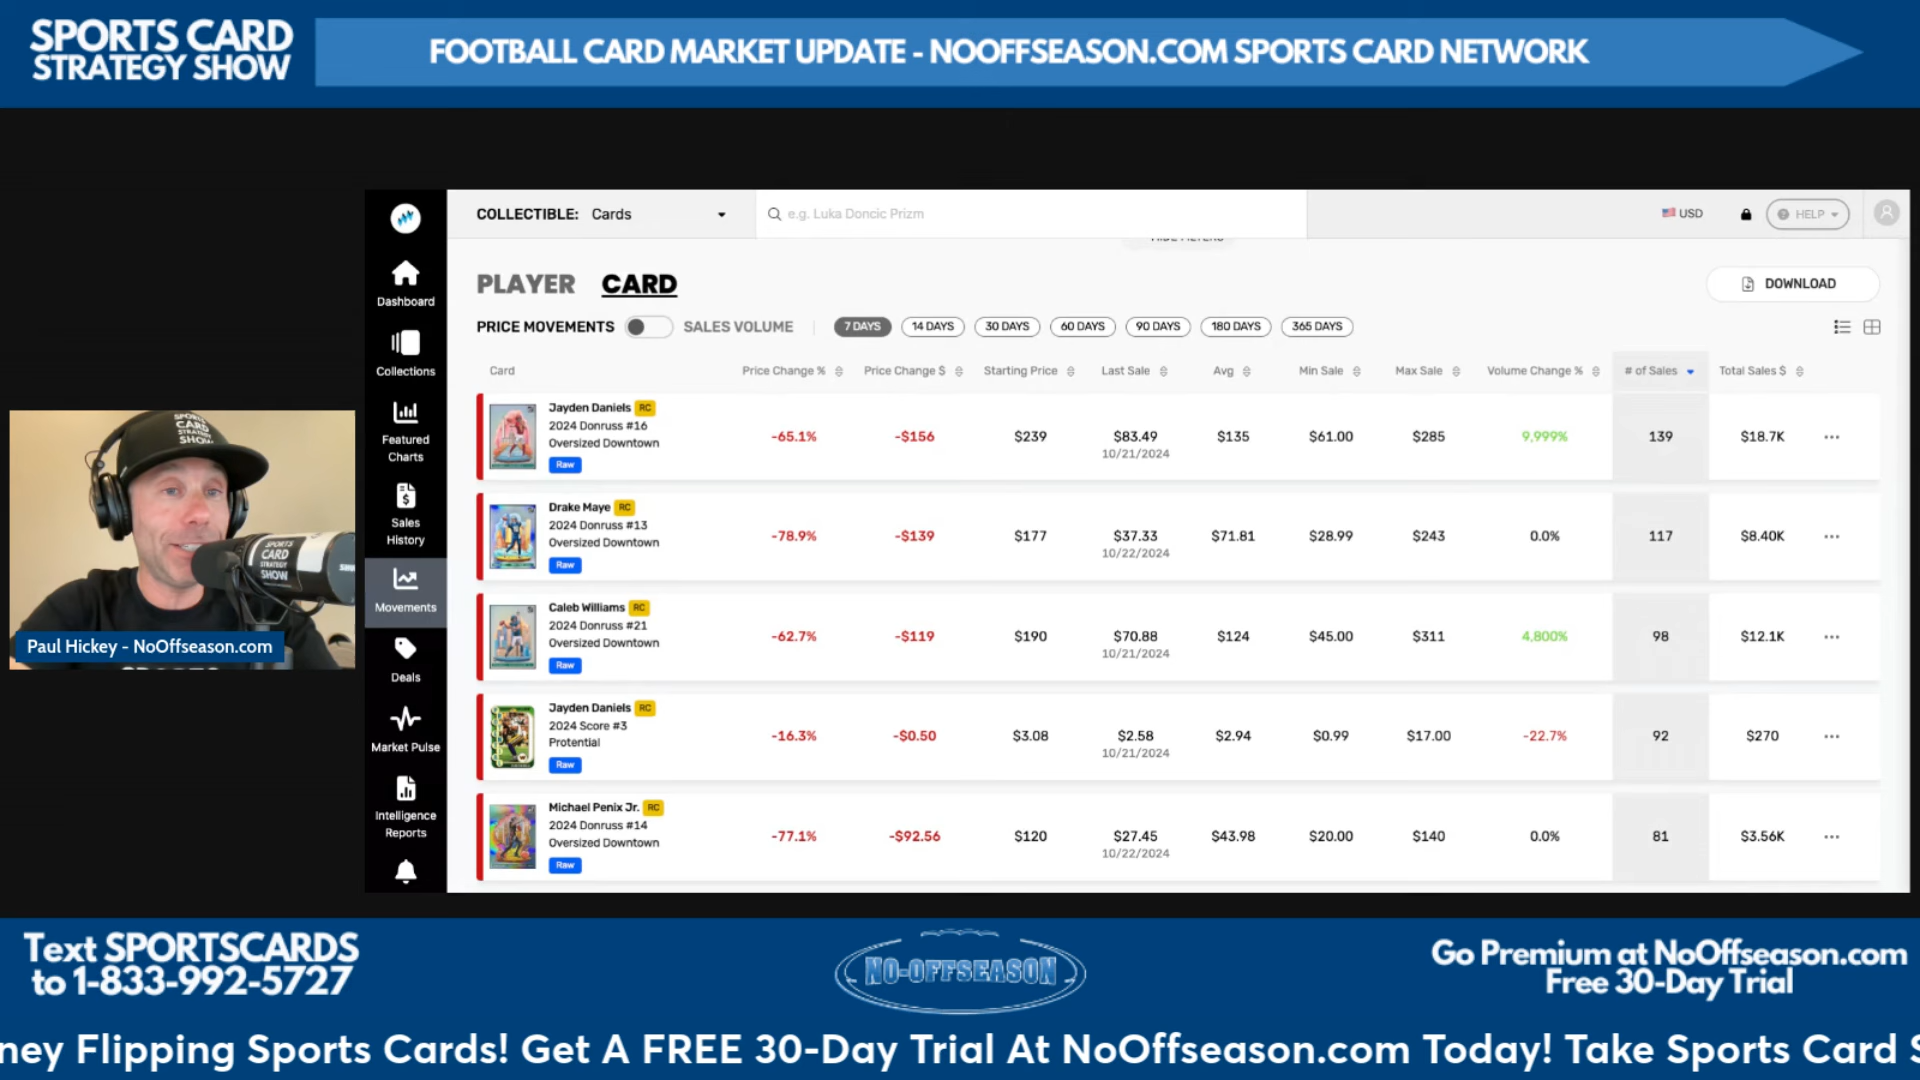 SPORTS CARD
STRATEGY SHOW
FOOTBALL CARD MARKET UPDATE - NOOFFSEASON.COM SPORTS CARD NETWORK
COLLECTIBLE: Cards
e.g. Luka Doncic Prizm
USD
HELP
HIDE FILTERS
Dashboard
Collections
Featured
Charts
Sales
History
Movements
Deals
Market Pulse
Intelligence
Reports
PLAYER CARD
DOWNLOAD
PRICE MOVEMENTS SALES VOLUME 7 DAYS 14 DAYS 30 DAYS 60 DAYS 90 DAYS 180 DAYS 365 DAYS
Card Price Change % Price Change $ Starting Price Last Sale Avg Min Sale Max Sale Volume Change % # of Sales Total Sales $
Jayden Daniels RC
2024 Donruss #16
Oversized Downtown
Raw
-65.1% -$156 $239 $83.49 $135 $61.00 $285 9,999% 139 $18.7K
10/21/2024
Drake Maye RC
2024 Donruss #13
Oversized Downtown
Raw
-78.9% -$139 $177 $37.33 $71.81 $28.99 $243 0.0% 117 $8.40K
10/22/2024
Caleb Williams RC
2024 Donruss #21
Oversized Downtown
Raw
-62.7% -$119 $190 $70.88 $124 $45.00 $311 4,800% 98 $12.1K
10/21/2024
Jayden Daniels RC
2024 Score #3
Protential
Raw
-16.3% -$0.50 $3.08 $2.58 $2.94 $0.99 $17.00 -22.7% 92 $270
10/21/2024
Michael Penix Jr. RC
2024 Donruss #14
Oversized Downtown
Raw
-77.1% -$92.56 $120 $27.45 $43.98 $20.00 $140 0.0% 81 $3.56K
10/22/2024
SPORTS
CARD
STRATEGY
SHOW
SPORTS
CARD
STRATEGY
SHOW
Paul Hickey - NoOffseason.com
Text SPORTSCARDS
to 1-833-992-5727
NO-OFFSEASON
Go Premium at NoOffseason.com
Free 30-Day Trial
ney Flipping Sports Cards! Get A FREE 30-Day Trial At NoOffseason.com Today! Take Sports Card S